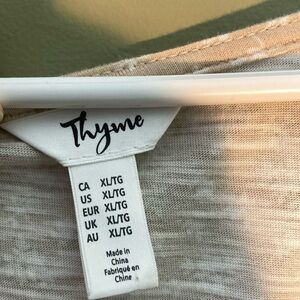 Thyme
CA XL/TG
US XL/TG
EUR XL/TG
UK XL/TG
AU XL/TG
Made in
China
Fabriqué en
Chine